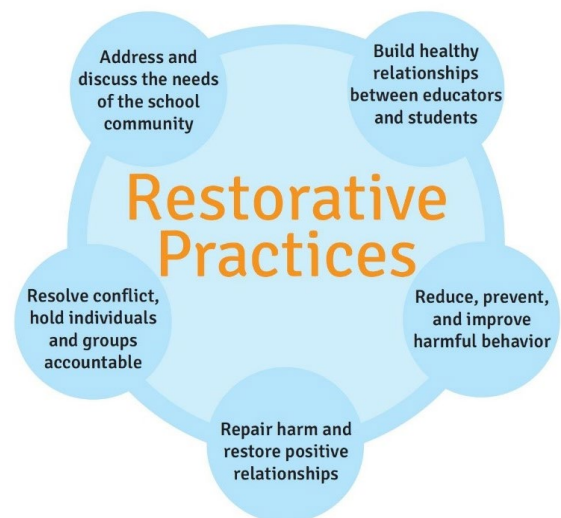 Address and
discuss the needs
of the school
community
Build healthy
relationships
between educators
and students
Restorative
Practices
Resolve conflict,
hold individuals
and groups
accountable
Reduce, prevent,
and improve
harmful behavior
Repair harm and
restore positive
relationships